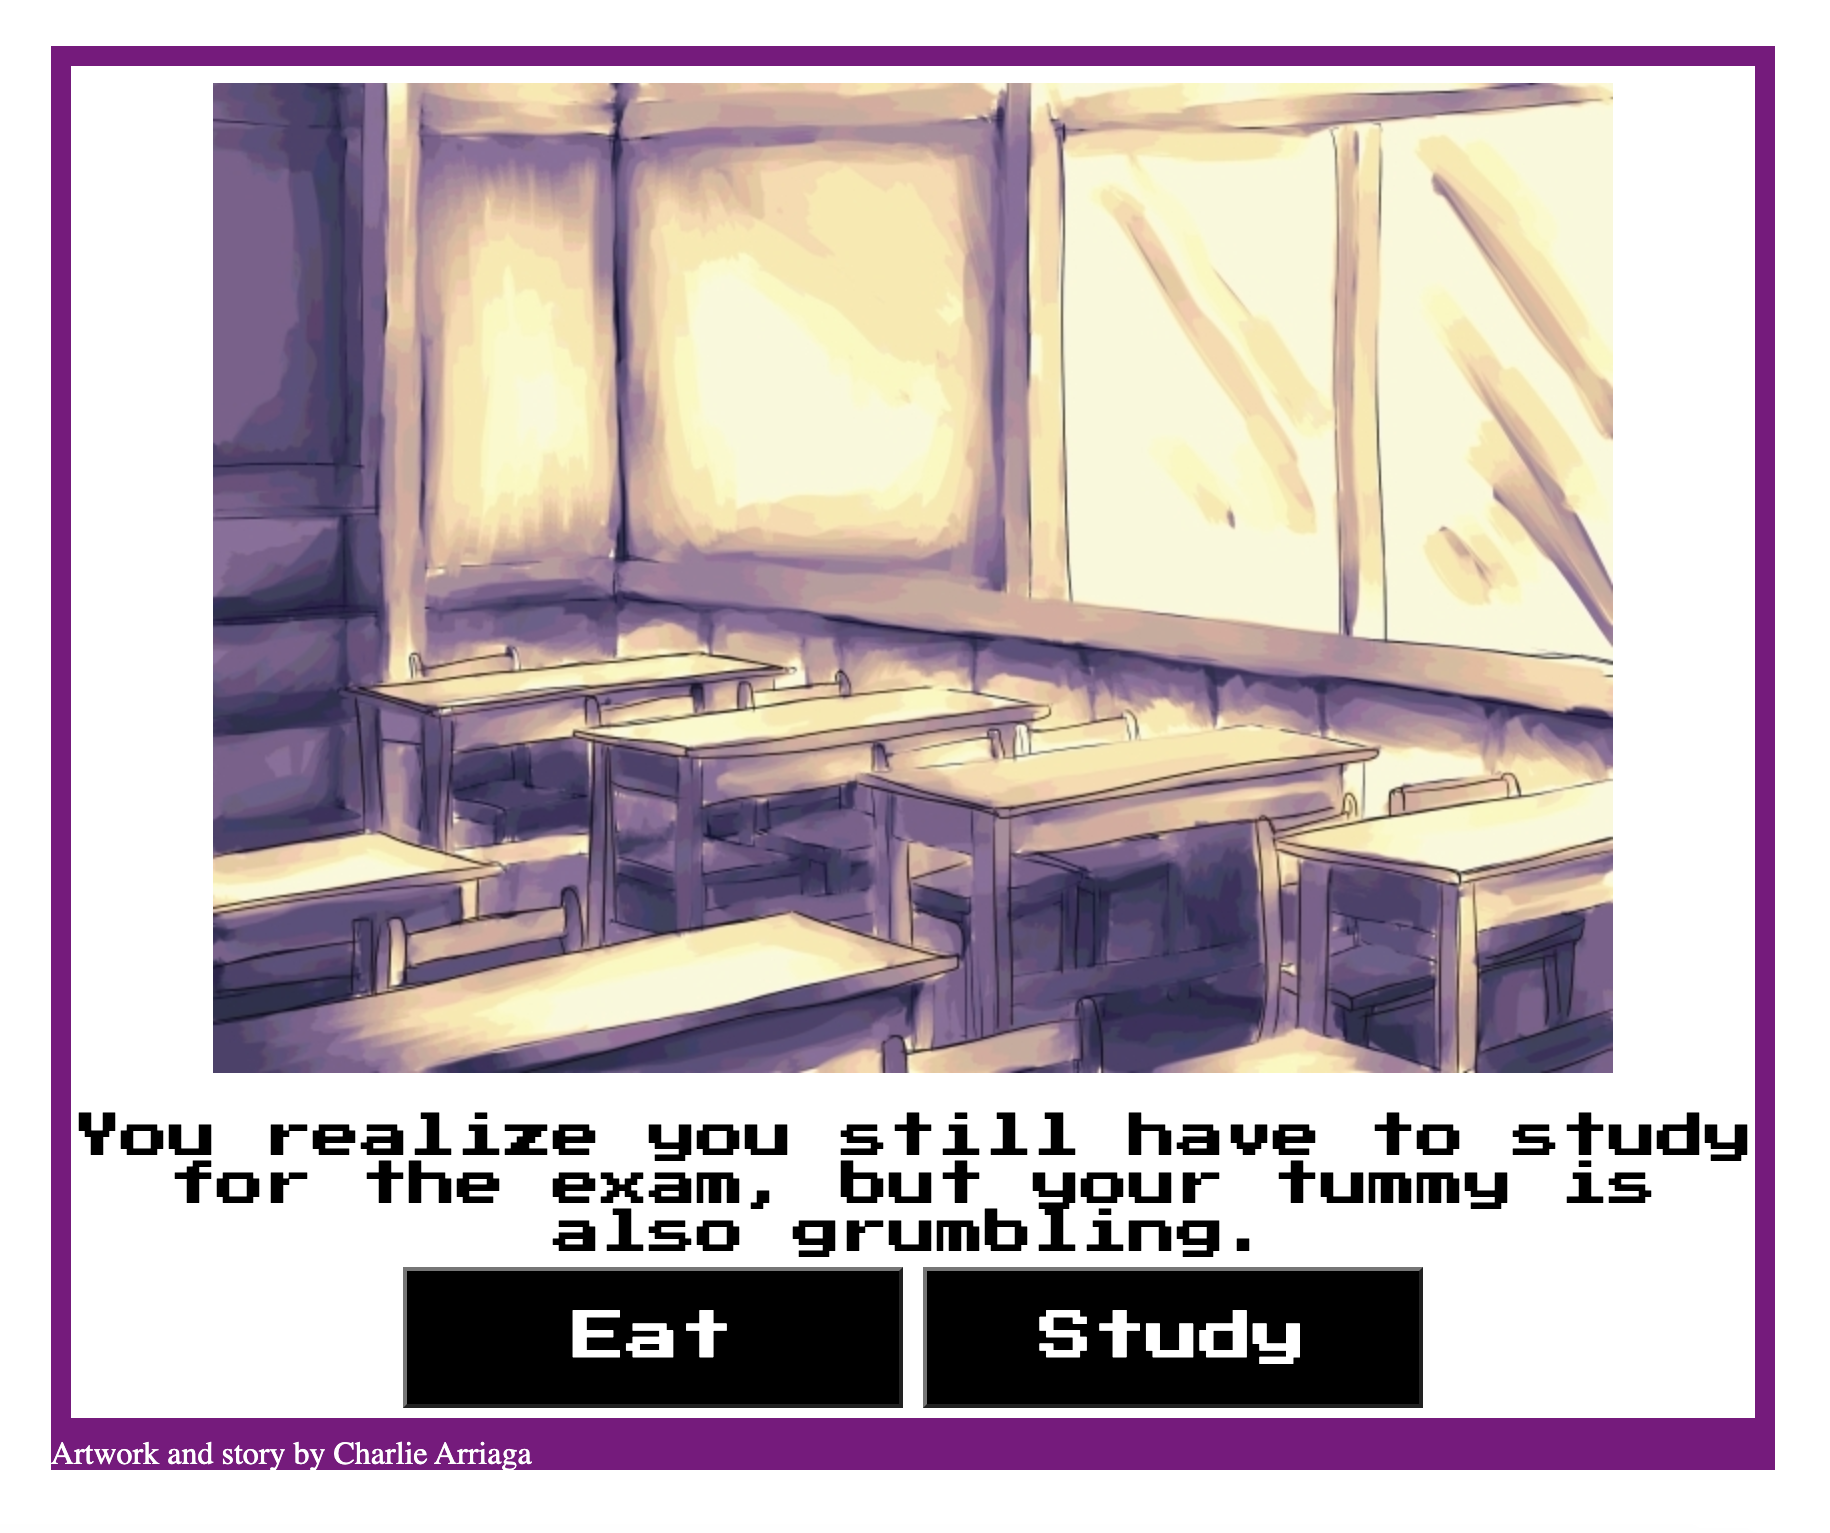 You realize you still have to study
for the exam, but your tummy is
also grumbling.
Eat
Study
Artwork and story by Charlie Arriaga